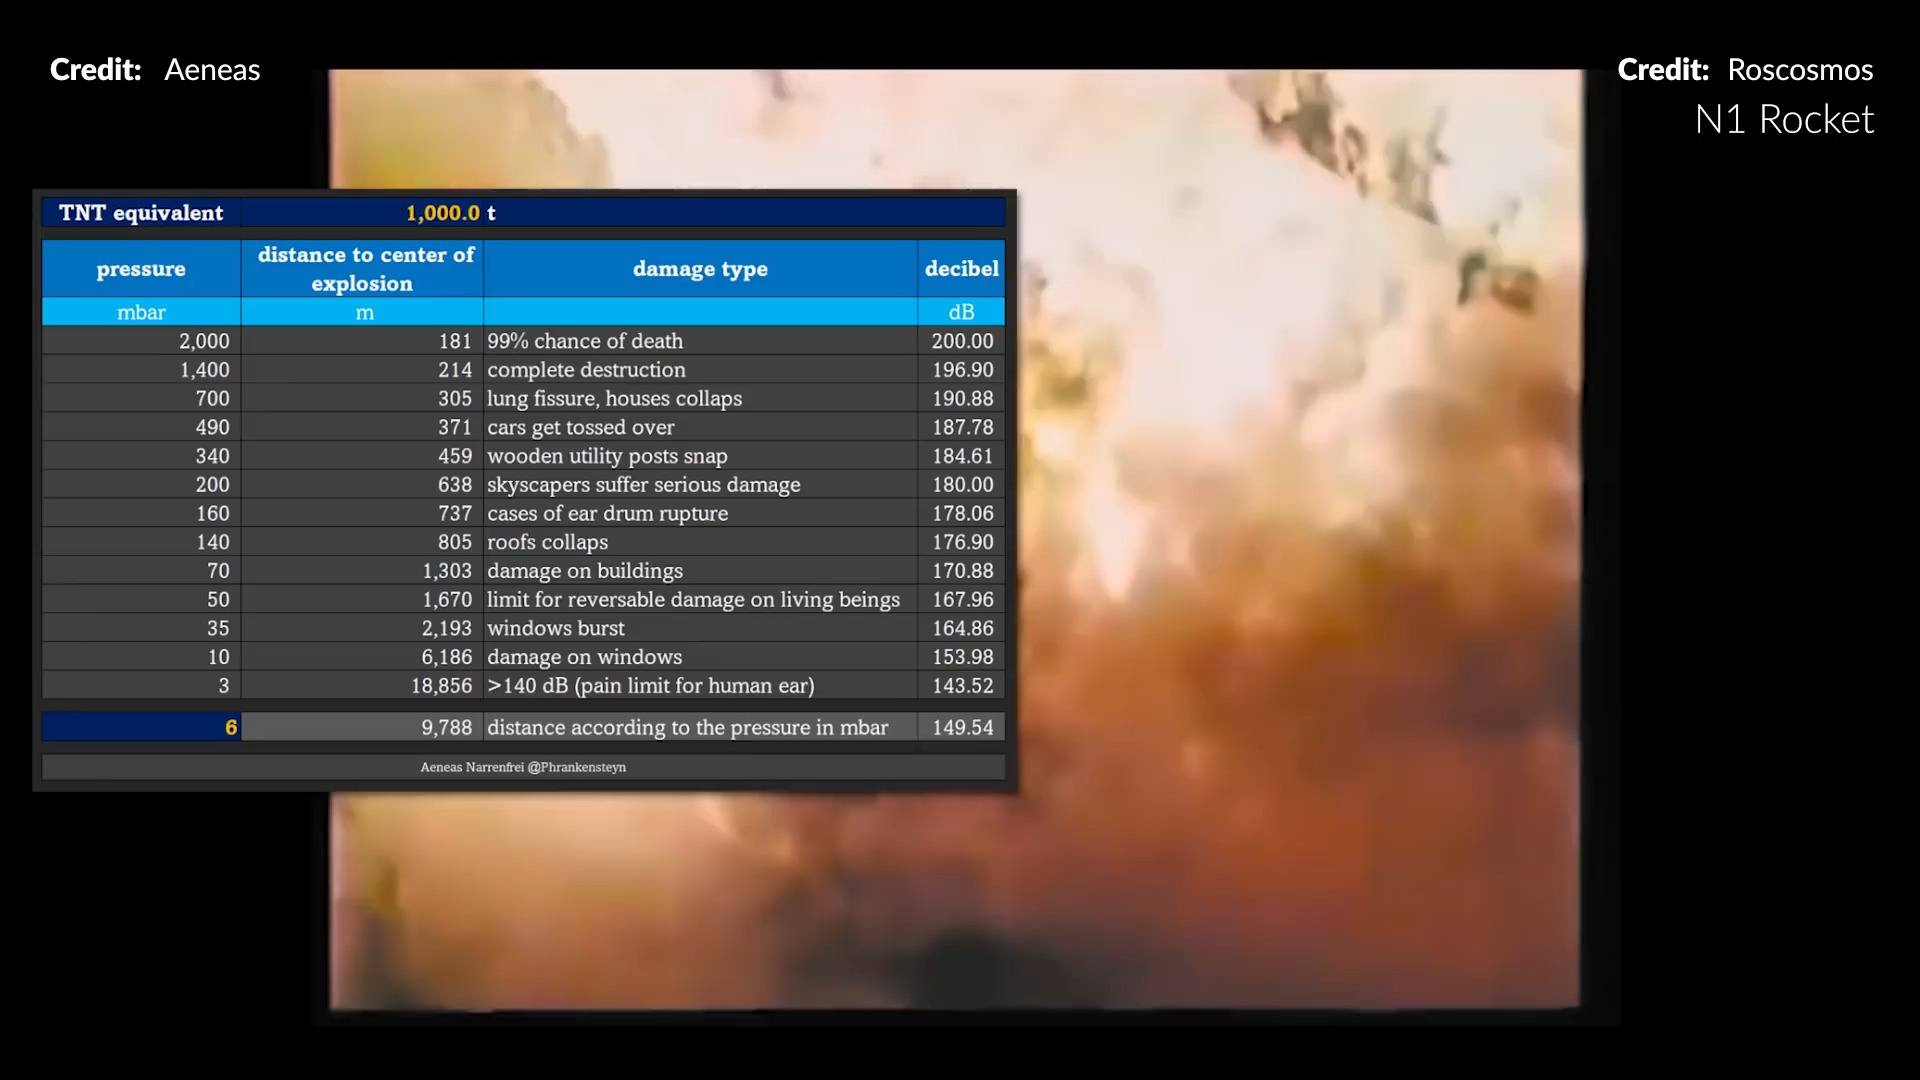 Credit: Aeneas
Credit: Roscosmos
N1 Rocket
TNT equivalent 1,000.0 t
pressure distance to center of explosion damage type decibel
mbar m dB
2,000 181 99% chance of death 200.00
1,400 214 complete destruction 196.90
700 305 lung fissure, houses collaps 190.88
490 371 cars get tossed over 187.78
340 459 wooden utility posts snap 184.61
200 638 skyscapers suffer serious damage 180.00
160 737 cases of ear drum rupture 178.06
140 805 roofs collaps 176.90
70 1,303 damage on buildings 170.88
50 1,670 limit for reversable damage on living beings 167.96
35 2,193 windows burst 164.86
10 6,186 damage on windows 153.98
3 18,856 >140 dB (pain limit for human ear) 143.52
6 9,788 distance according to the pressure in mbar 149.54
Aeneas Narrenfrei @Phrankensteyn